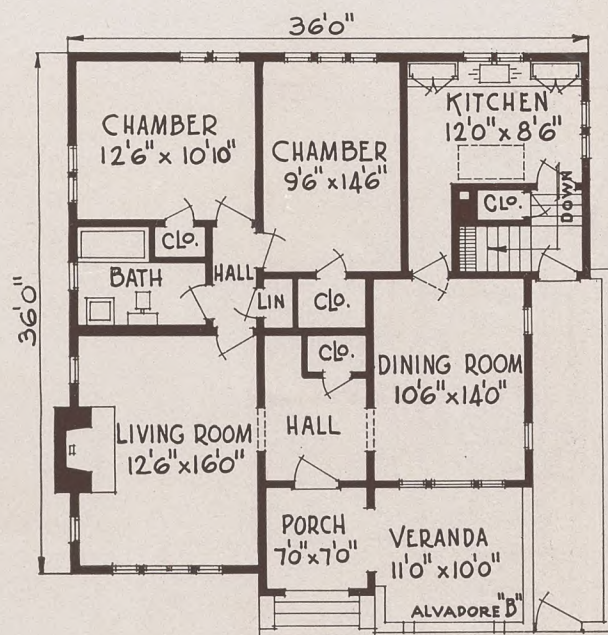 36'0"
36'0"
CHAMBER
12'6" x 10'10"
CHAMBER
9'6" x 14'6"
KITCHEN
12'0" x 8'6"
CLO.
DOWN
CLO.
BATH
HALL
LIN
CLO.
CLO.
DINING ROOM
10'6" x 14'0"
LIVING ROOM
12'6" x 16'0"
HALL
PORCH
7'0" x 7'0"
VERANDA
11'0" x 10'0"
ALVADORE "B"